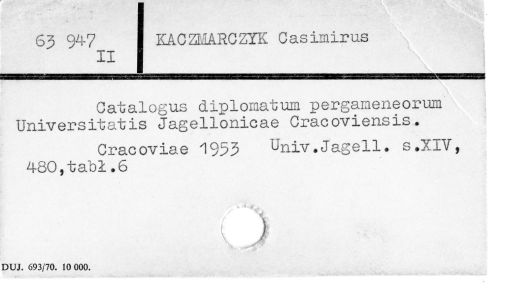 63 947
II
KACZMARCZYK Casimirus
Catalogus diplomatum pergameneorum
Universitatis Jagellonicae Cracoviensis.
Cracoviae 1953 Univ.Jagell. s.XIV,
480,tabł.6
DUJ. 693/70. 10 000.